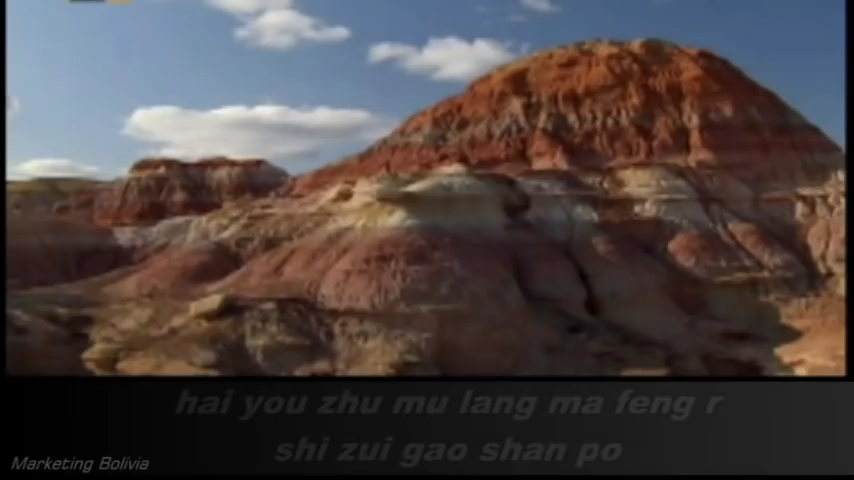 hai you zhu mu lang ma feng r
shi zui gao shan po
Marketing Bolivia